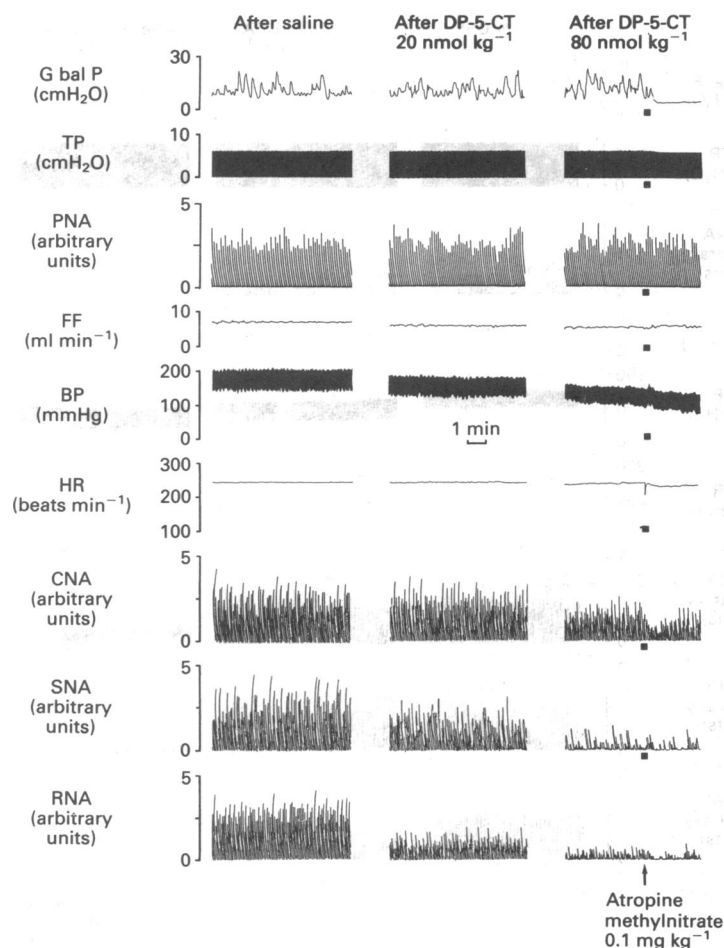 After saline
After DP-5-CT
20 nmol kg⁻¹
After DP-5-CT
80 nmol kg⁻¹
G bal P
(cmH₂O)
30
0
TP
(cmH₂O)
10
0
PNA
(arbitrary
units)
5
0
FF
(ml min⁻¹)
10
0
BP
(mmHg)
200
100
0
1 min
HR
(beats min⁻¹)
300
200
100
CNA
(arbitrary
units)
5
0
SNA
(arbitrary
units)
5
0
RNA
(arbitrary
units)
5
0
Atropine
methylnitrate
0.1 mg kg⁻¹